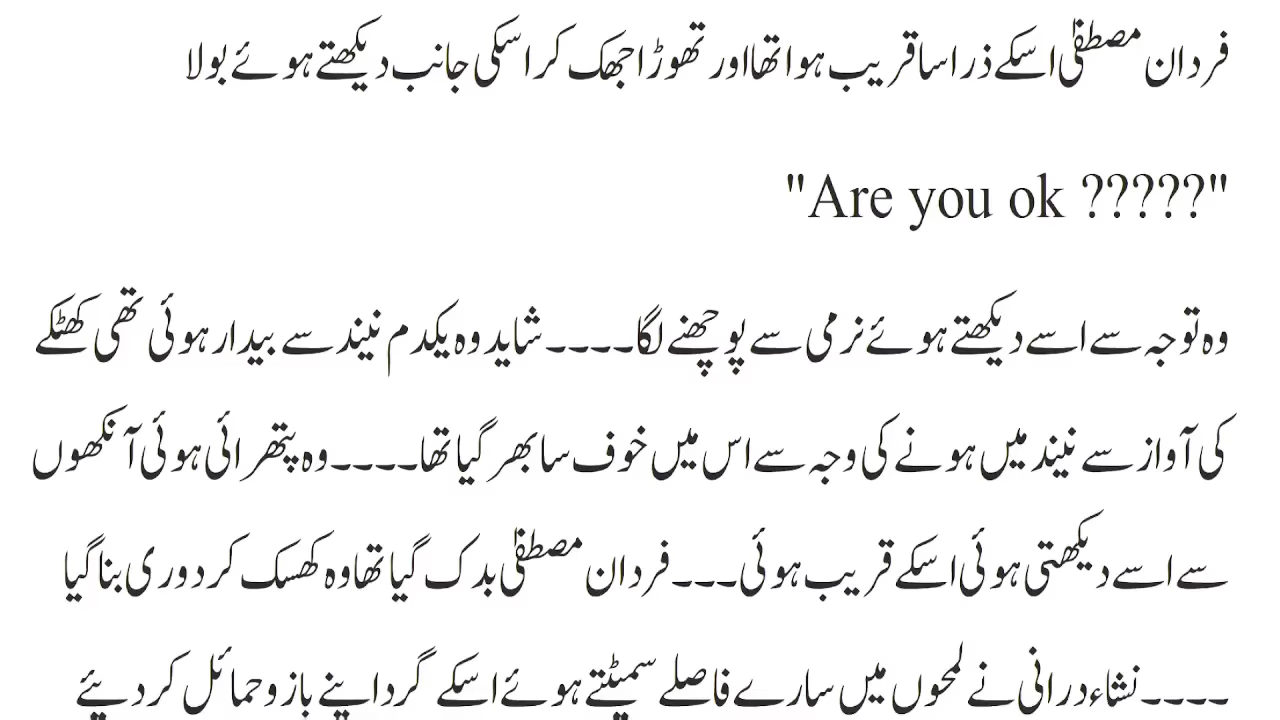 فردان مصطفٰی اسکے ذرا سا قریب ہوا تھا اور تھوڑا جھک کر اسکی جانب دیکھتے ہوئے بولا
"Are you ok ?????"
وہ توجہ سے اسے دیکھتے ہوئے نرمی سے پوچھنے لگا۔۔۔۔شاید وہ یکدم نیند سے بیدار ہوئی تھی کھٹکے
کی آواز سے نیند میں ہونے کی وجہ سے اس میں خوف سا بھر گیا تھا۔۔۔۔وہ پتھرائی ہوئی آنکھوں
سے اسے دیکھتی ہوئی اسکے قریب ہوئی۔۔۔فردان مصطفٰی بدک گیا تھا وہ کھسک کر دوری بنا گیا
۔۔۔۔نشاء درانی نے لمحوں میں سارے فاصلے سمیٹتے ہوئے اسکے گرد اپنے بازو حمائل کر دیئے